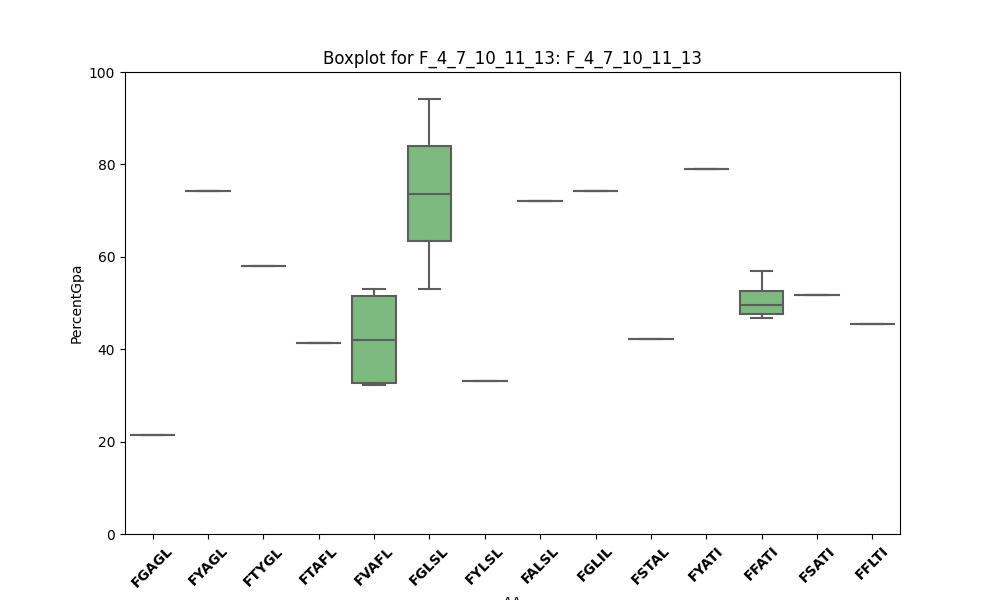 Boxplot for F_4_7_10_11_13: F_4_7_10_11_13
PercentGpa
100
80
60
40
20
0
FGAGL
FYAGL
FTYGL
FTAFL
FVAFL
FGLSL
FYLSL
FALSL
FGLIL
FSTAL
FYATI
FFATI
FSATI
FFLTI